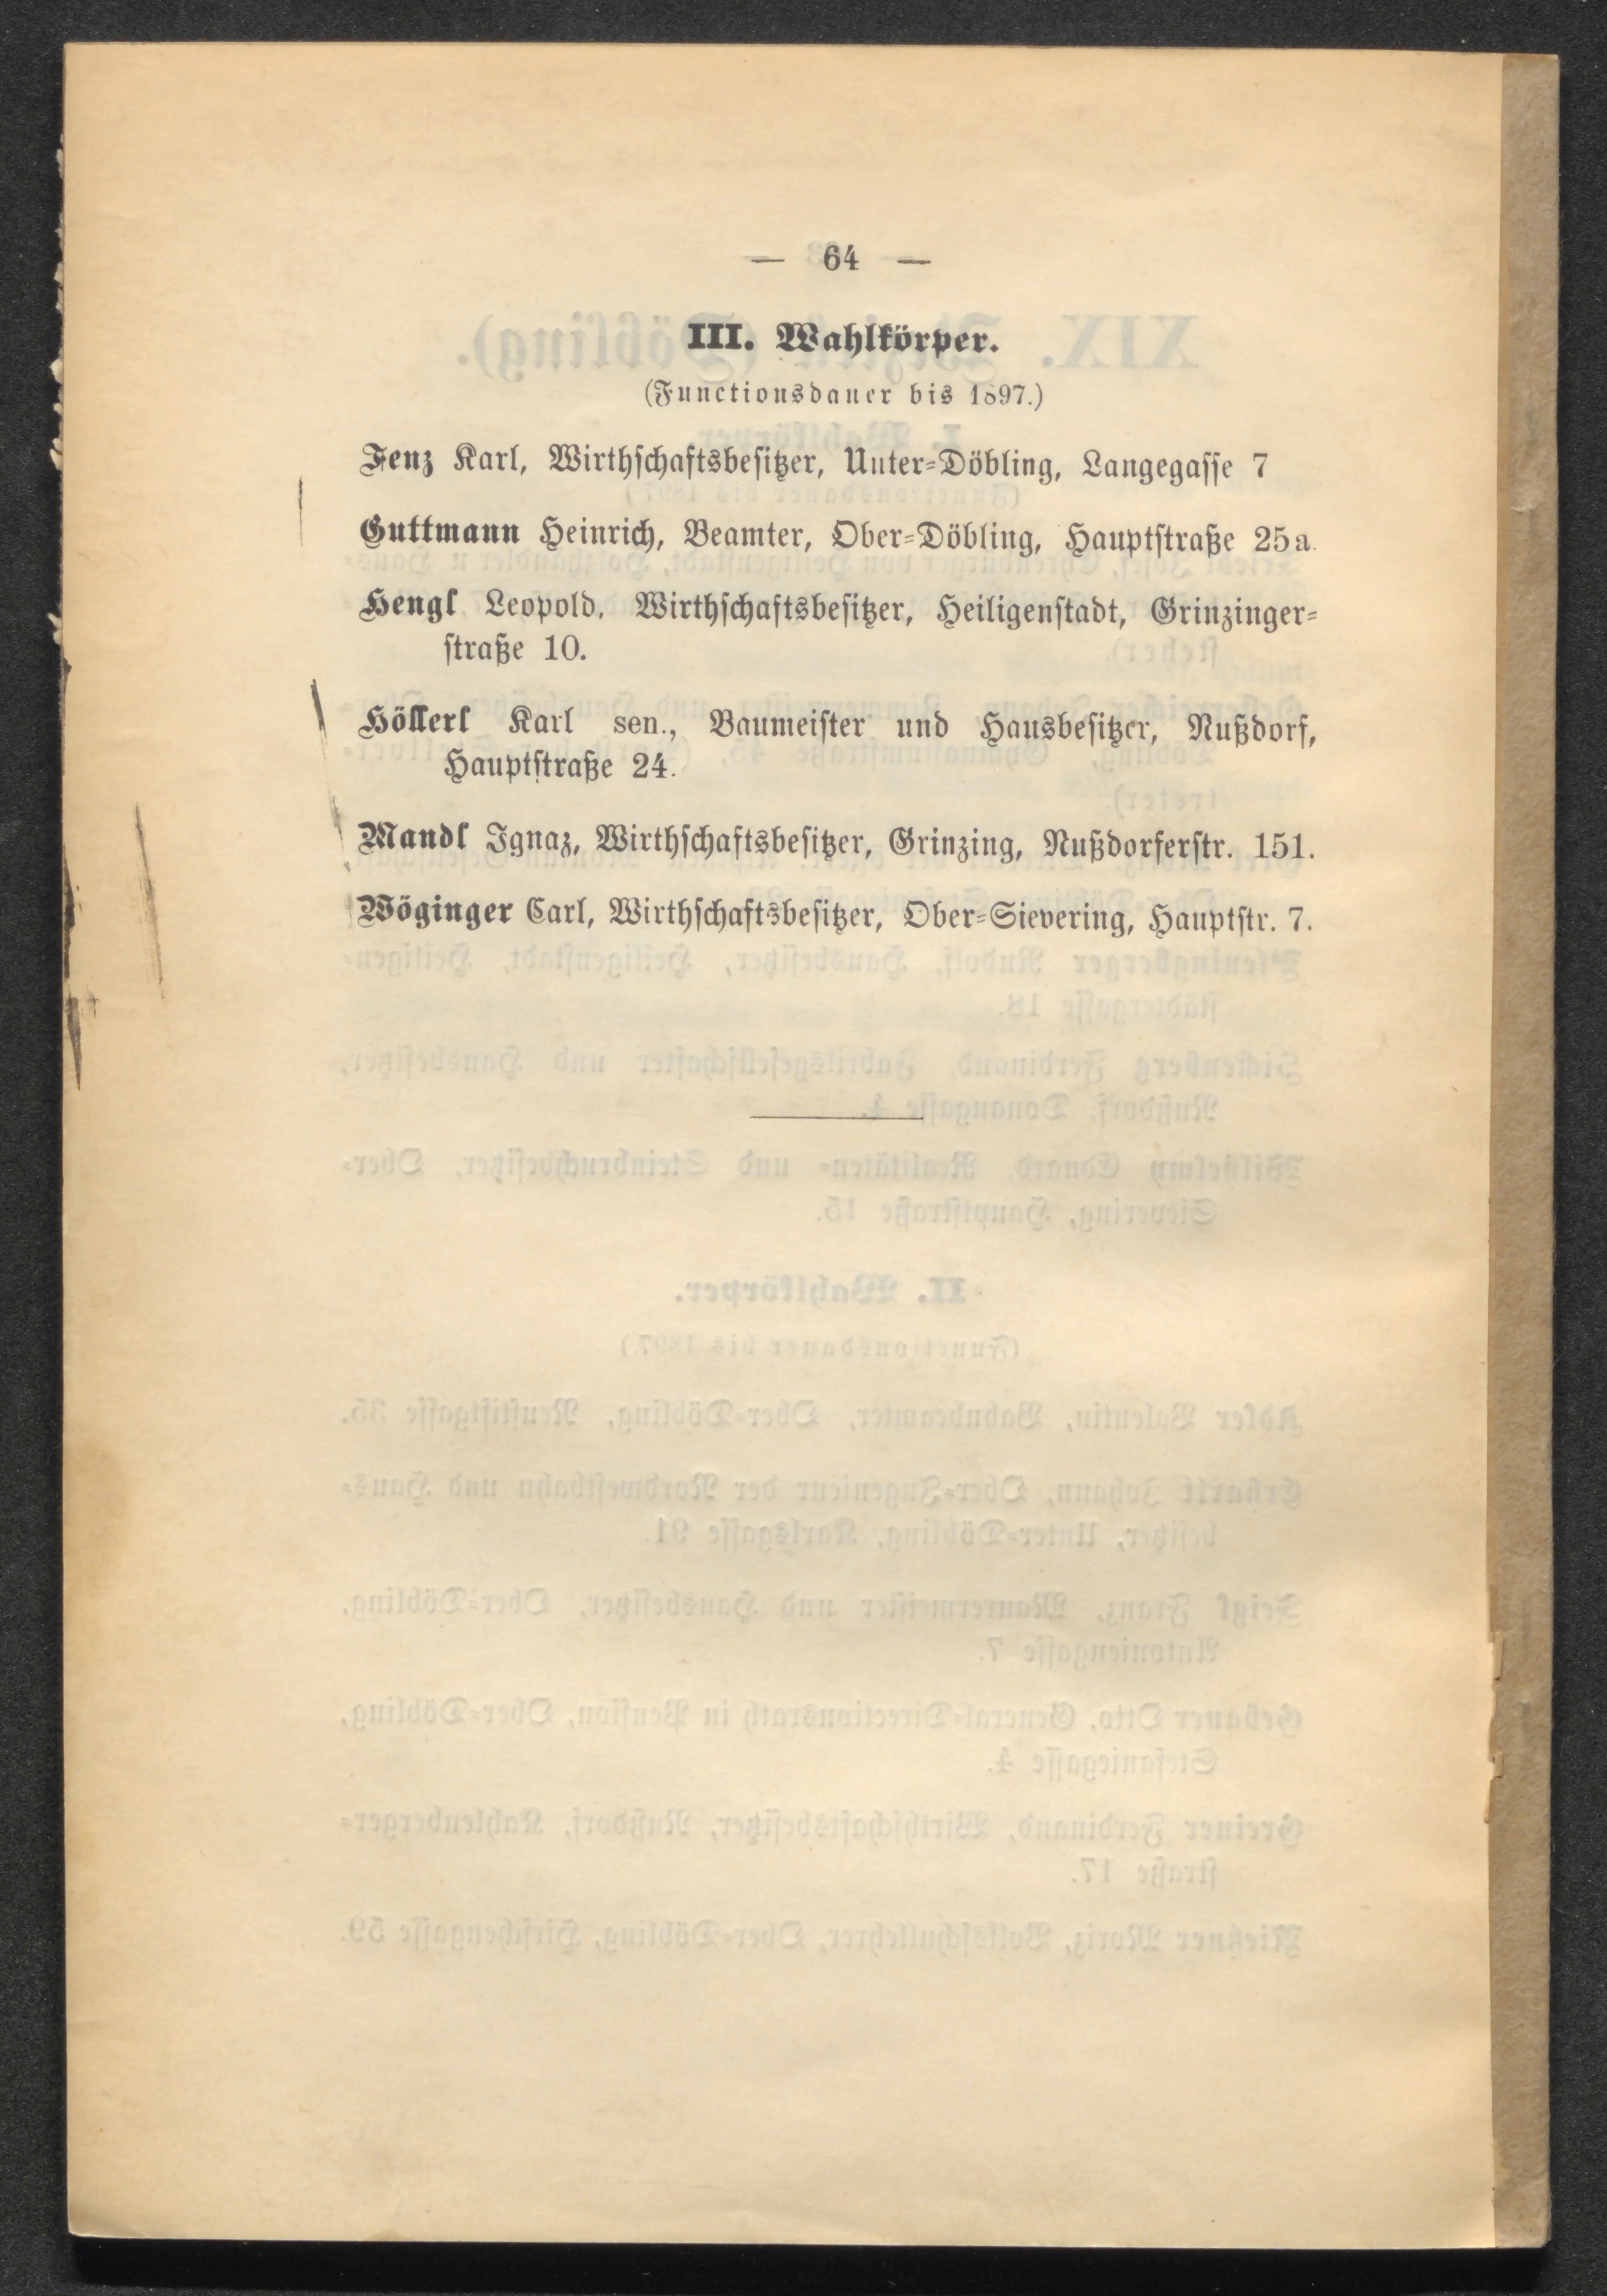 — 64 —
III. Wahlkörper.
(Functionsdauer bis 1897.)
Fenz Karl, Wirthschaftsbesitzer, Unter-Döbling, Langegasse 7
Guttmann Heinrich, Beamter, Ober-Döbling, Hauptstraße 25a.
Hengl Leopold, Wirthschaftsbesitzer, Heiligenstadt, Grinzinger-
straße 10.
Höllerl Karl sen., Baumeister und Hausbesitzer, Nußdorf,
Hauptstraße 24.
Mandl Ignaz, Wirthschaftsbesitzer, Grinzing, Nußdorferstr. 151.
Wöginger Carl, Wirthschaftsbesitzer, Ober-Sievering, Hauptstr. 7.